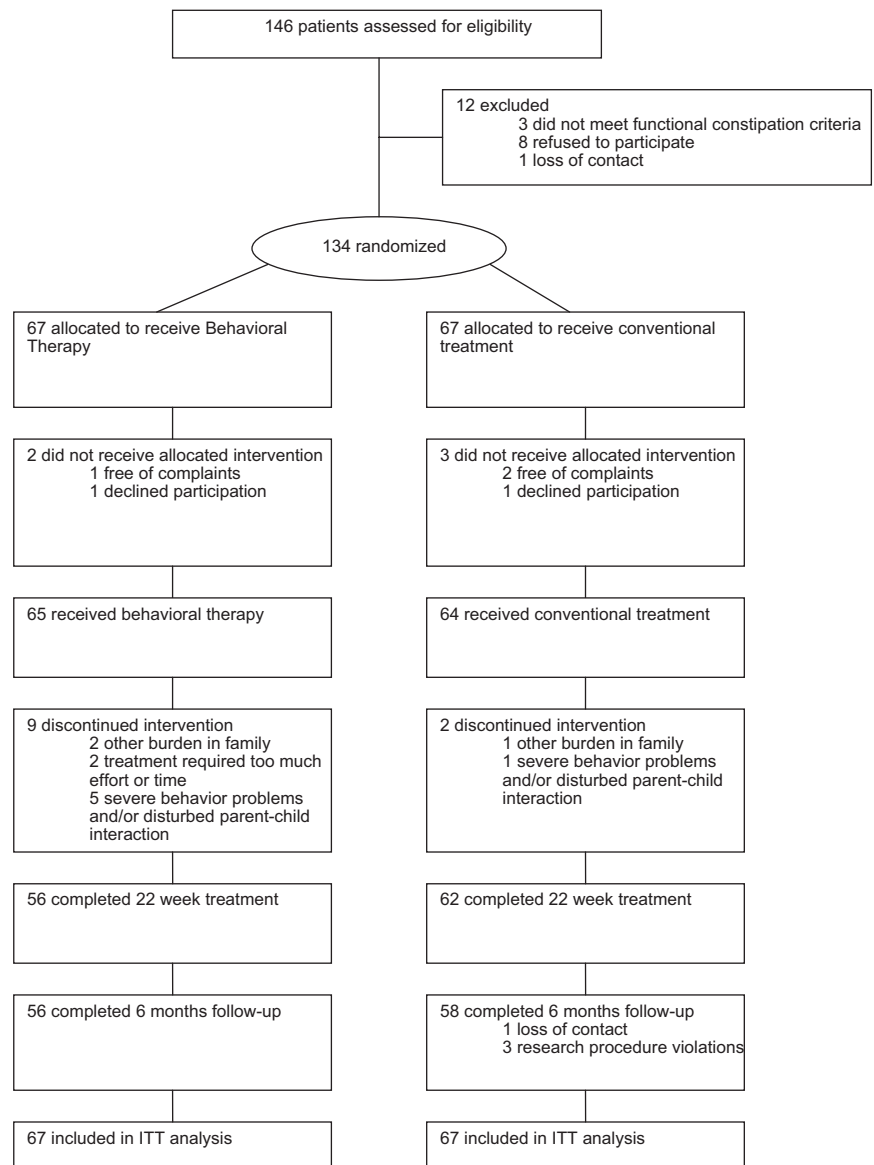 146 patients assessed for eligibility
12 excluded
3 did not meet functional constipation criteria
8 refused to participate
1 loss of contact
134 randomized
67 allocated to receive Behavioral
Therapy
67 allocated to receive conventional
treatment
2 did not receive allocated intervention
1 free of complaints
1 declined participation
3 did not receive allocated intervention
2 free of complaints
1 declined participation
65 received behavioral therapy
64 received conventional treatment
9 discontinued intervention
2 other burden in family
2 treatment required too much
effort or time
5 severe behavior problems
and/or disturbed parent-child
interaction
2 discontinued intervention
1 other burden in family
1 severe behavior problems
and/or disturbed parent-child
interaction
56 completed 22 week treatment
62 completed 22 week treatment
56 completed 6 months follow-up
58 completed 6 months follow-up
1 loss of contact
3 research procedure violations
67 included in ITT analysis
67 included in ITT analysis